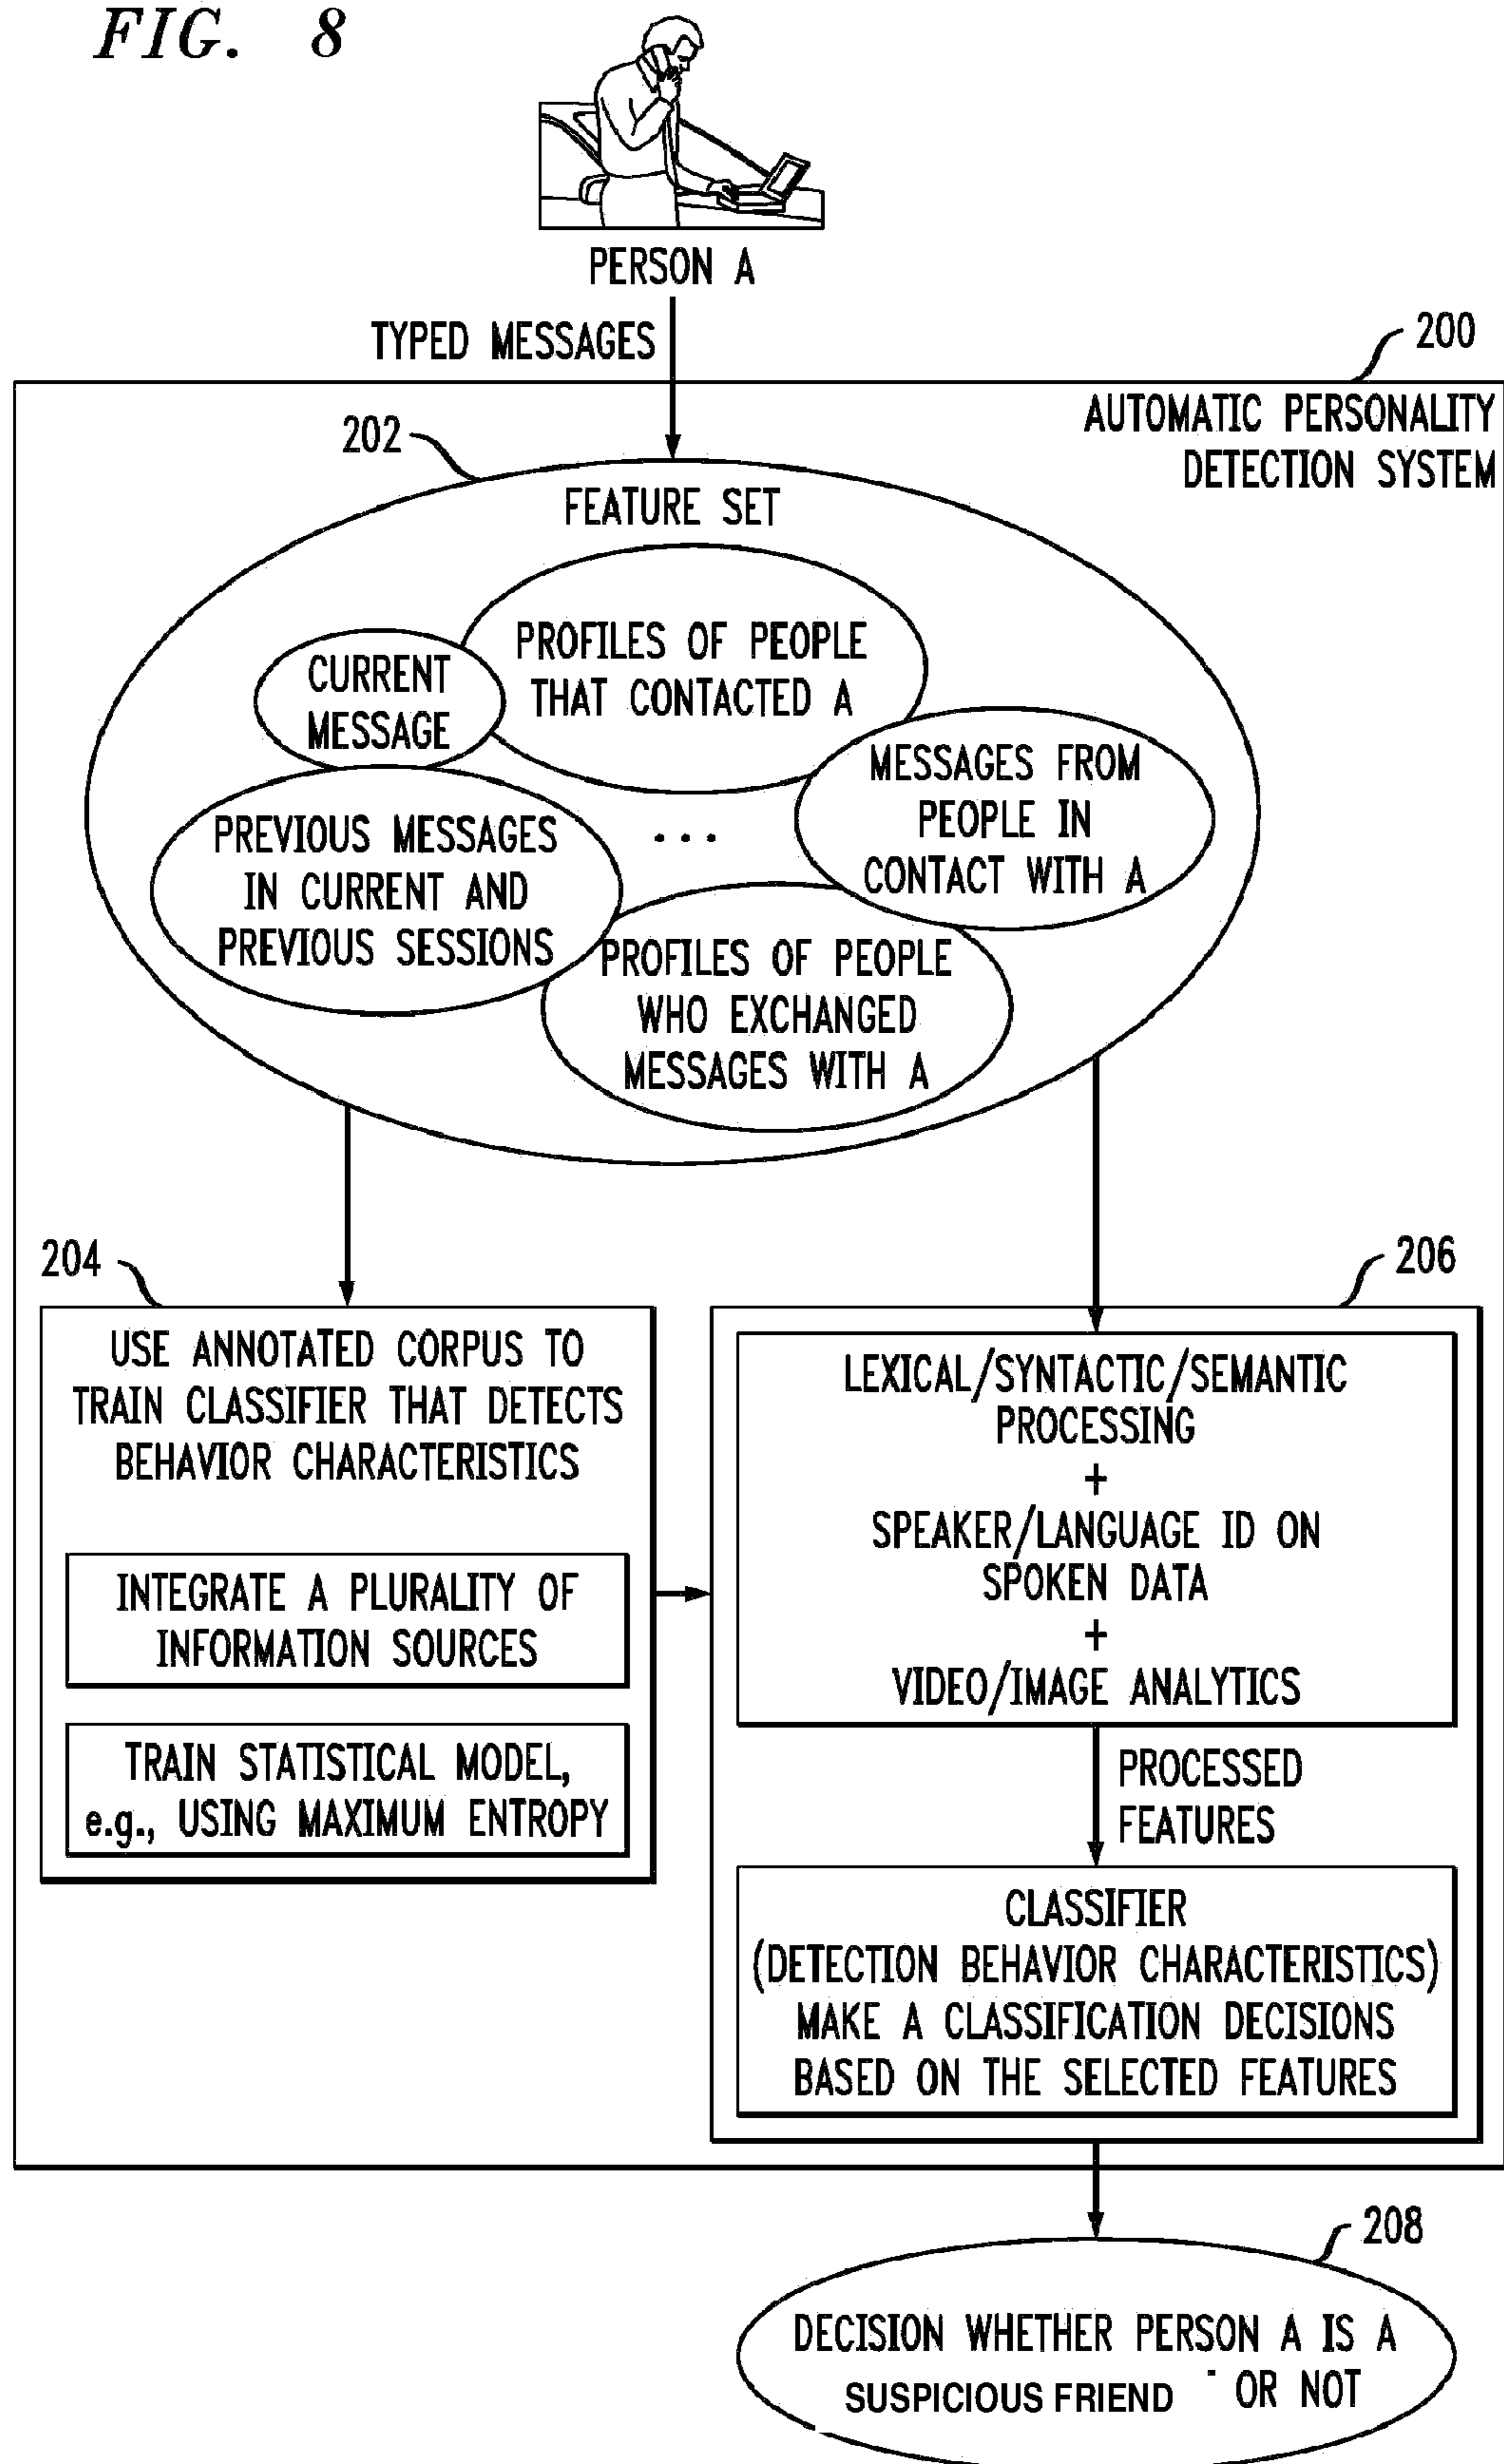 FIG. 8
PERSON A
TYPED MESSAGES
200
AUTOMATIC PERSONALITY
DETECTION SYSTEM
202
FEATURE SET
PROFILES OF PEOPLE
THAT CONTACTED A
CURRENT
MESSAGE
MESSAGES FROM
PEOPLE IN
CONTACT WITH A
PREVIOUS MESSAGES
IN CURRENT AND
PREVIOUS SESSIONS
...
PROFILES OF PEOPLE
WHO EXCHANGED
MESSAGES WITH A
204
USE ANNOTATED CORPUS TO
TRAIN CLASSIFIER THAT DETECTS
BEHAVIOR CHARACTERISTICS
INTEGRATE A PLURALITY OF
INFORMATION SOURCES
TRAIN STATISTICAL MODEL,
e.g., USING MAXIMUM ENTROPY
206
LEXICAL/SYNTACTIC/SEMANTIC
PROCESSING
+
SPEAKER/LANGUAGE ID ON
SPOKEN DATA
+
VIDEO/IMAGE ANALYTICS
PROCESSED
FEATURES
CLASSIFIER
(DETECTION BEHAVIOR CHARACTERISTICS)
MAKE A CLASSIFICATION DECISIONS
BASED ON THE SELECTED FEATURES
208
DECISION WHETHER PERSON A IS A
SUSPICIOUS FRIEND OR NOT